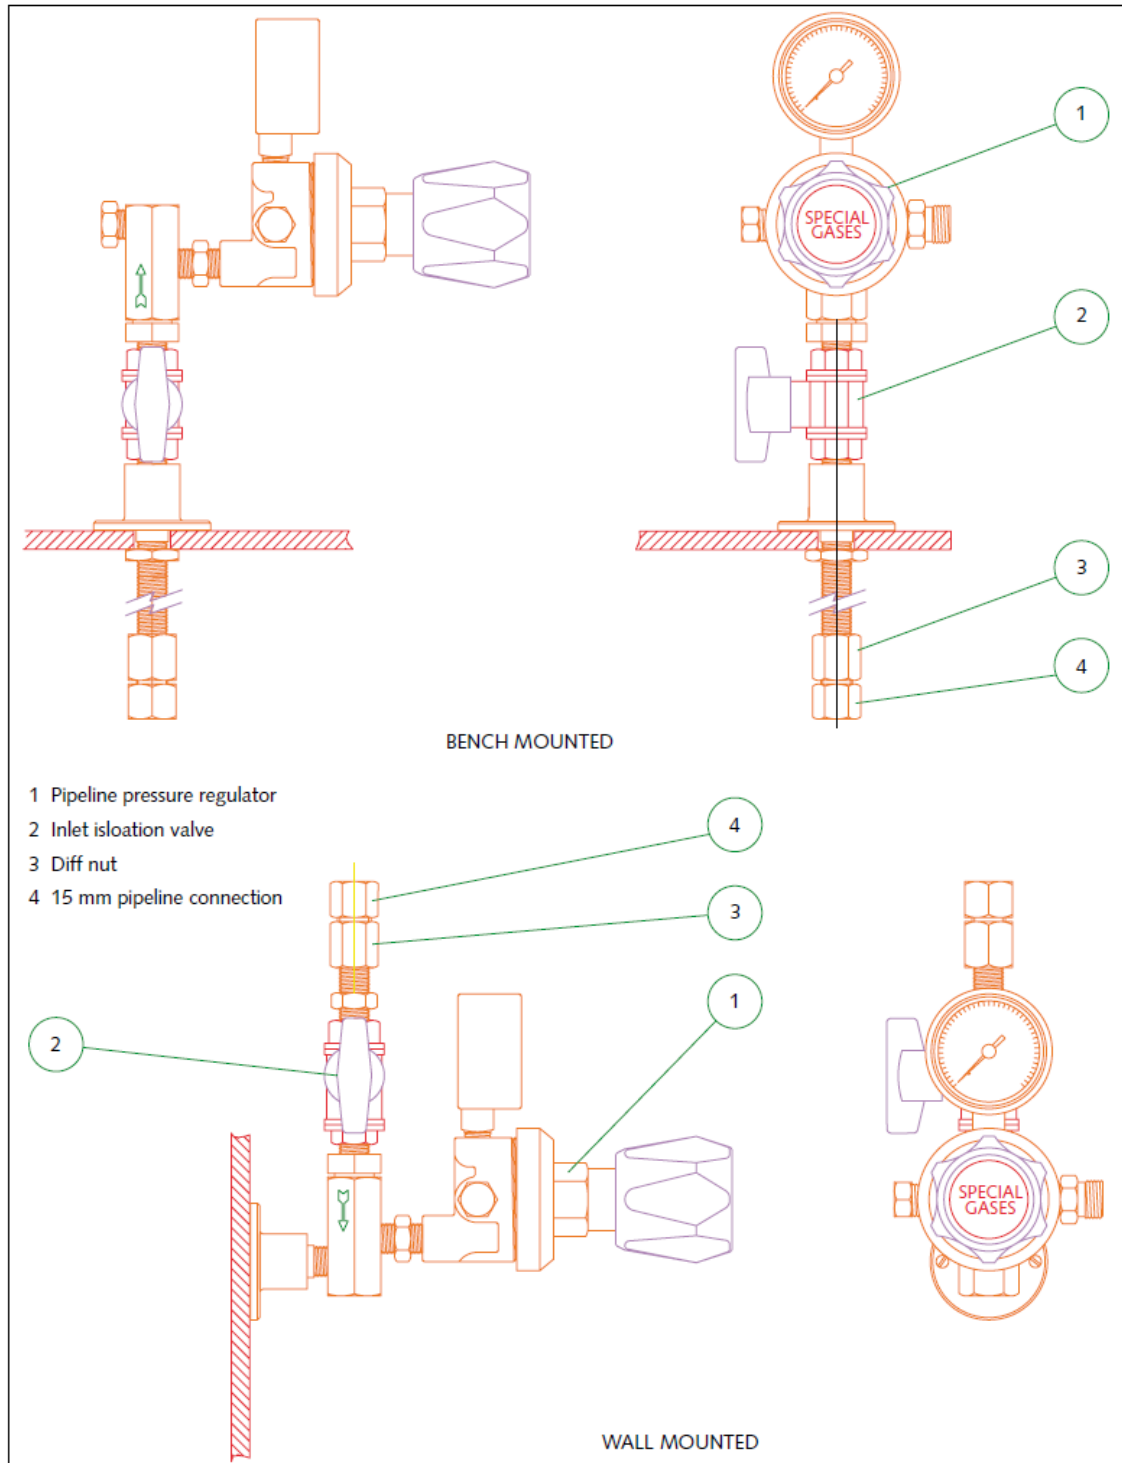 SPECIAL
GASES
1
2
3
4
BENCH MOUNTED
1 Pipeline pressure regulator
2 Inlet isloation valve
3 Diff nut
4 15 mm pipeline connection
4
3
1
2
SPECIAL
GASES
WALL MOUNTED